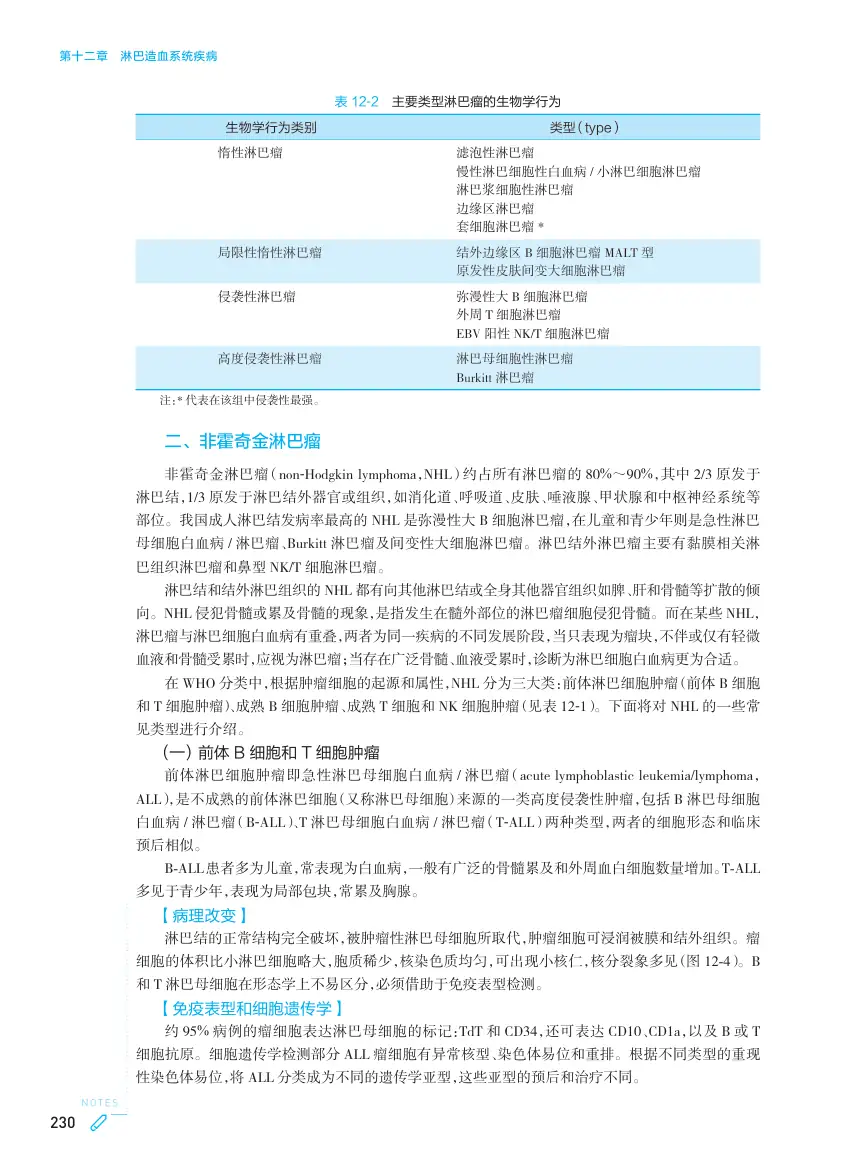 第十二章 淋巴造血系统疾病
表 12-2 主要类型淋巴瘤的生物学行为
生物学行为类别 类型（type）
惰性淋巴瘤 滤泡性淋巴瘤
慢性淋巴细胞性白血病 / 小淋巴细胞淋巴瘤
淋巴浆细胞性淋巴瘤
边缘区淋巴瘤
套细胞淋巴瘤 *
局限性惰性淋巴瘤 结外边缘区 B 细胞淋巴瘤 MALT 型
原发性皮肤间变大细胞淋巴瘤
侵袭性淋巴瘤 弥漫性大 B 细胞淋巴瘤
外周 T 细胞淋巴瘤
EBV 阳性 NK/T 细胞淋巴瘤
高度侵袭性淋巴瘤 淋巴母细胞性淋巴瘤
Burkitt 淋巴瘤
注：* 代表在该组中侵袭性最强。
二、非霍奇金淋巴瘤
非霍奇金淋巴瘤（non-Hodgkin lymphoma，NHL）约占所有淋巴瘤的 80%～90%，其中 2/3 原发于
淋巴结，1/3 原发于淋巴结外器官或组织，如消化道、呼吸道、皮肤、唾液腺、甲状腺和中枢神经系统等
部位。我国成人淋巴结发病率最高的 NHL 是弥漫性大 B 细胞淋巴瘤，在儿童和青少年则是急性淋巴
母细胞白血病 / 淋巴瘤、Burkitt 淋巴瘤及间变性大细胞淋巴瘤。淋巴结外淋巴瘤主要有黏膜相关淋
巴组织淋巴瘤和鼻型 NK/T 细胞淋巴瘤。
淋巴结和结外淋巴组织的 NHL 都有向其他淋巴结或全身其他器官组织如脾、肝和骨髓等扩散的倾
向。NHL 侵犯骨髓或累及骨髓的现象，是指发生在髓外部位的淋巴瘤细胞侵犯骨髓。而在某些 NHL，
淋巴瘤与淋巴细胞白血病有重叠，两者为同一疾病的不同发展阶段，当只表现为瘤块，不伴或仅有轻微
血液和骨髓受累时，应视为淋巴瘤；当存在广泛骨髓、血液受累时，诊断为淋巴细胞白血病更为合适。
在 WHO 分类中，根据肿瘤细胞的起源和属性，NHL 分为三大类：前体淋巴细胞肿瘤（前体 B 细胞
和 T 细胞肿瘤）、成熟 B 细胞肿瘤、成熟 T 细胞和 NK 细胞肿瘤（见表 12-1）。下面将对 NHL 的一些常
见类型进行介绍。
（一）前体 B 细胞和 T 细胞肿瘤
前体淋巴细胞肿瘤即急性淋巴母细胞白血病 / 淋巴瘤（acute lymphoblastic leukemia/lymphoma，
ALL），是不成熟的前体淋巴细胞（又称淋巴母细胞）来源的一类高度侵袭性肿瘤，包括 B 淋巴母细胞
白血病 / 淋巴瘤（B-ALL）、T 淋巴母细胞白血病 / 淋巴瘤（T-ALL）两种类型，两者的细胞形态和临床
预后相似。
B-ALL患者多为儿童，常表现为白血病，一般有广泛的骨髓累及和外周血白细胞数量增加。T-ALL
多见于青少年，表现为局部包块，常累及胸腺。
【病理改变】
淋巴结的正常结构完全破坏，被肿瘤性淋巴母细胞所取代，肿瘤细胞可浸润被膜和结外组织。瘤
细胞的体积比小淋巴细胞略大，胞质稀少，核染色质均匀，可出现小核仁，核分裂象多见（图 12-4）。B
和 T 淋巴母细胞在形态学上不易区分，必须借助于免疫表型检测。
【免疫表型和细胞遗传学】
约 95% 病例的瘤细胞表达淋巴母细胞的标记：TdT 和 CD34，还可表达 CD10、CD1a，以及 B 或 T
细胞抗原。细胞遗传学检测部分 ALL 瘤细胞有异常核型、染色体易位和重排。根据不同类型的重现
性染色体易位，将 ALL 分类成为不同的遗传学亚型，这些亚型的预后和治疗不同。
NOTES
230